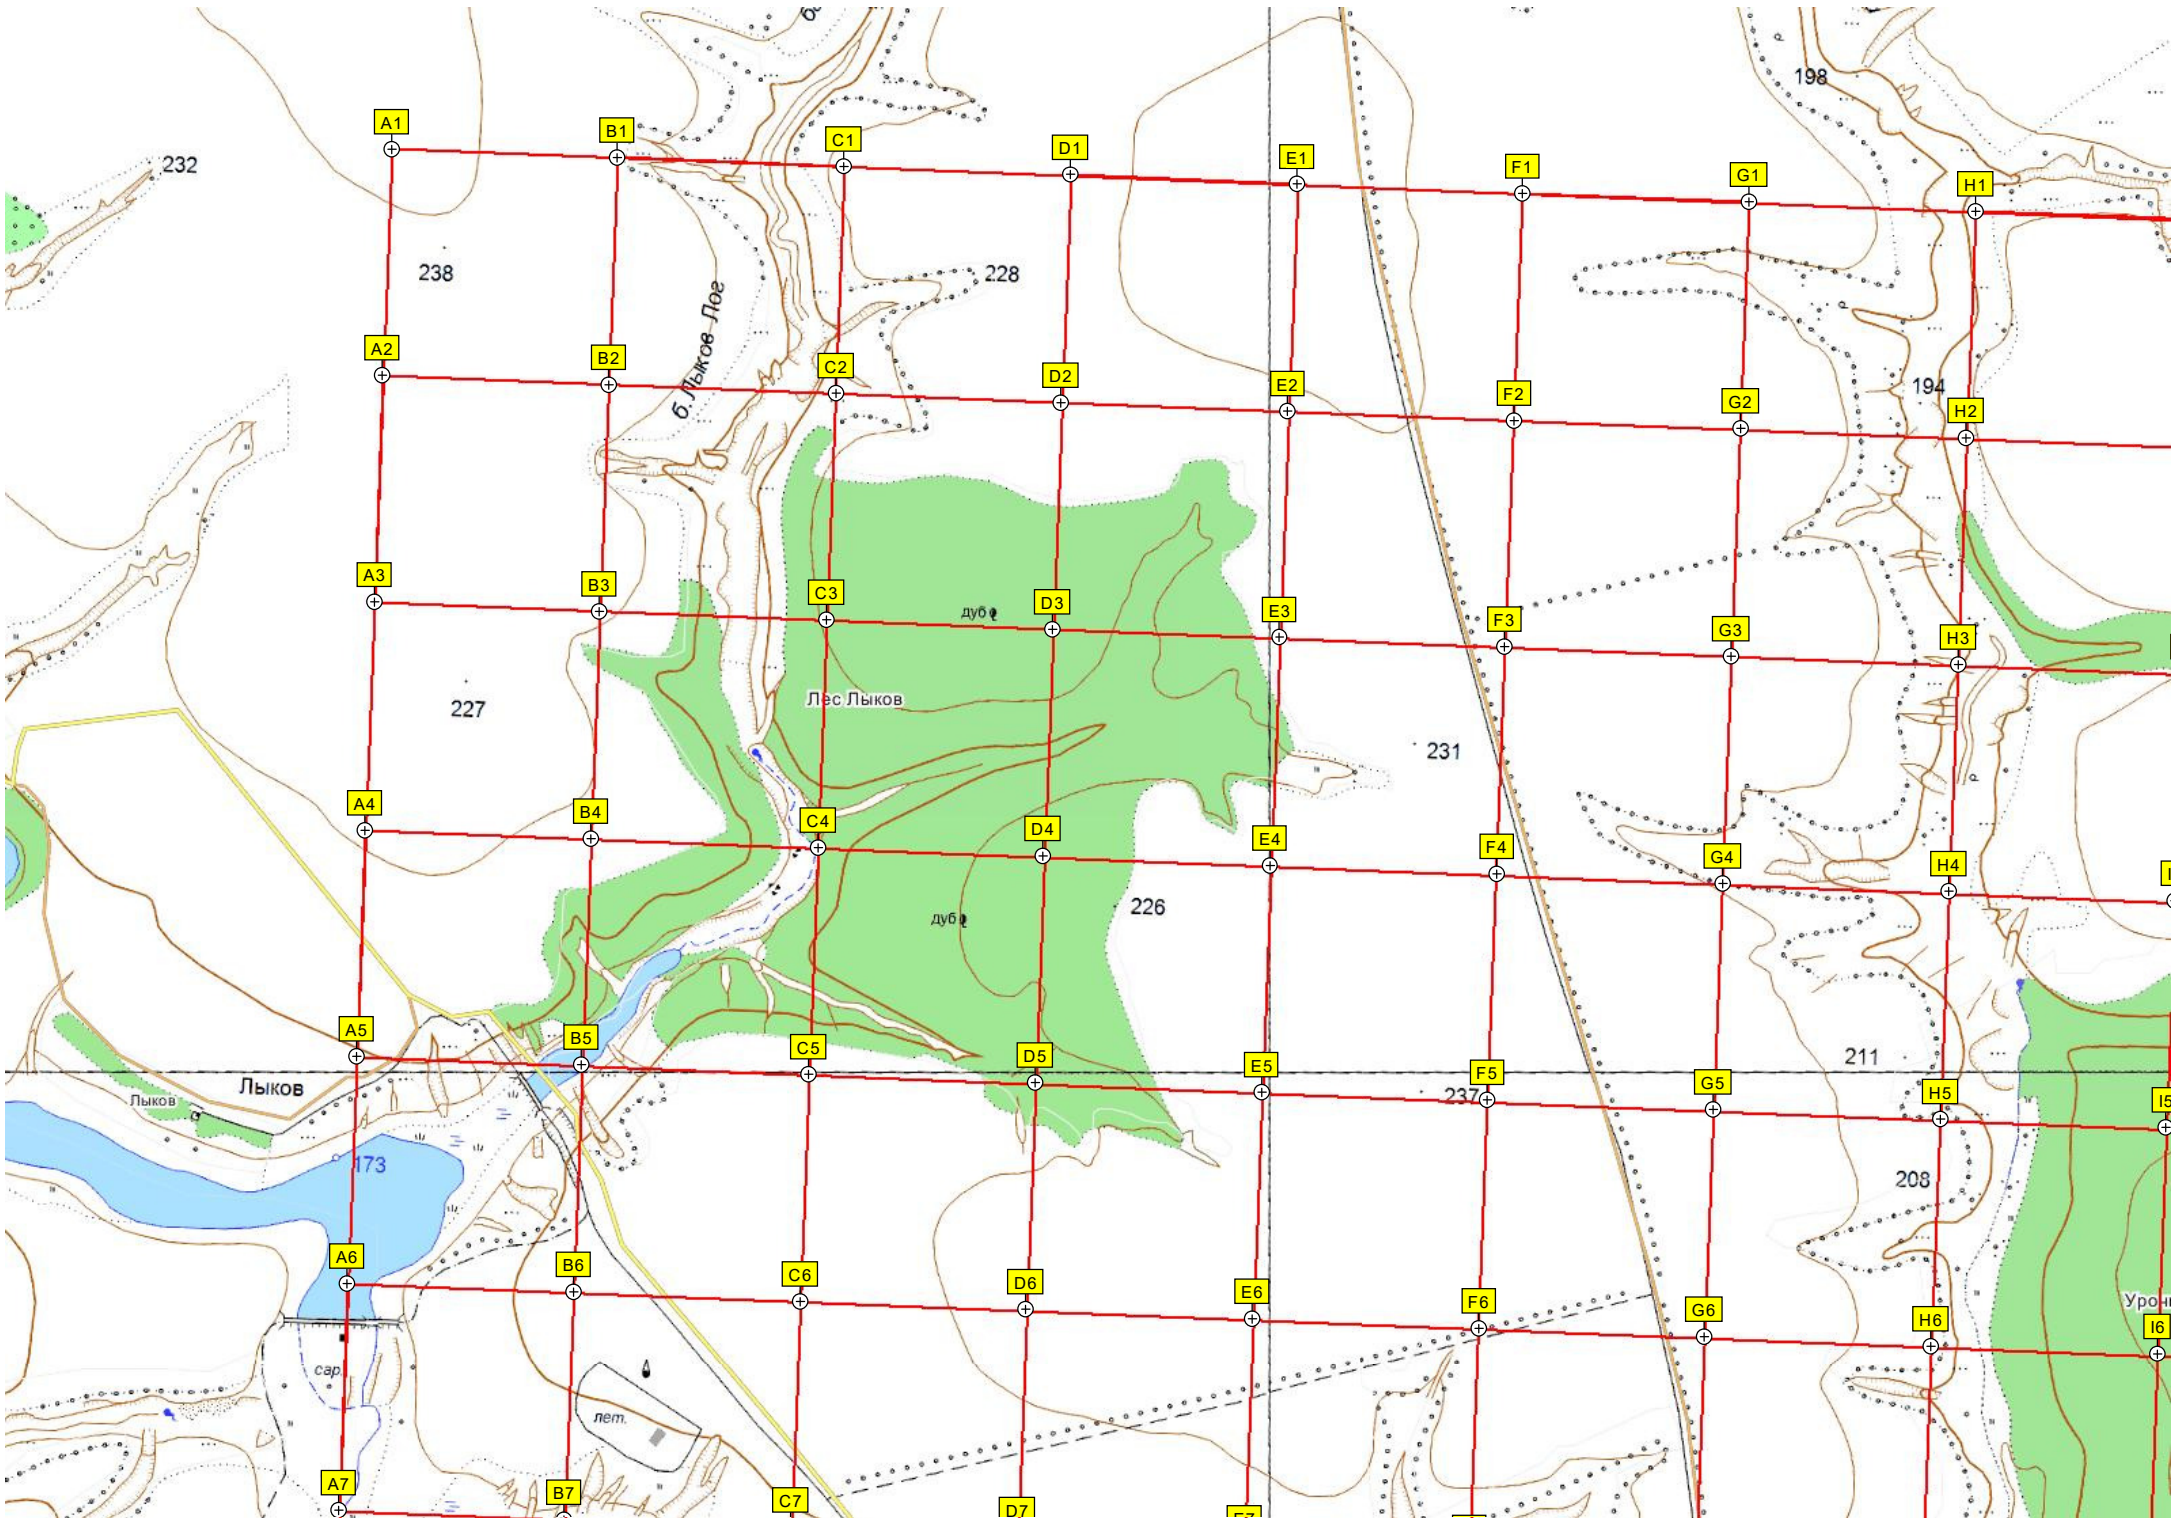 198
A1
B1
C1
D1
E1
F1
G1
H1
232
238
б. Лыков Лог
228
A2
B2
C2
D2
E2
F2
G2
194
H2
A3
B3
C3
дуб
D3
E3
F3
G3
H3
227
Лес Лыков
231
A4
B4
C4
D4
E4
F4
G4
H4
дуб
226
A5
B5
C5
D5
E5
F5
G5
H5
I5
Лыков
Лыков
237
211
173
208
A6
B6
C6
D6
E6
F6
G6
H6
I6
сар.
лет.
A7
B7
C7
D7